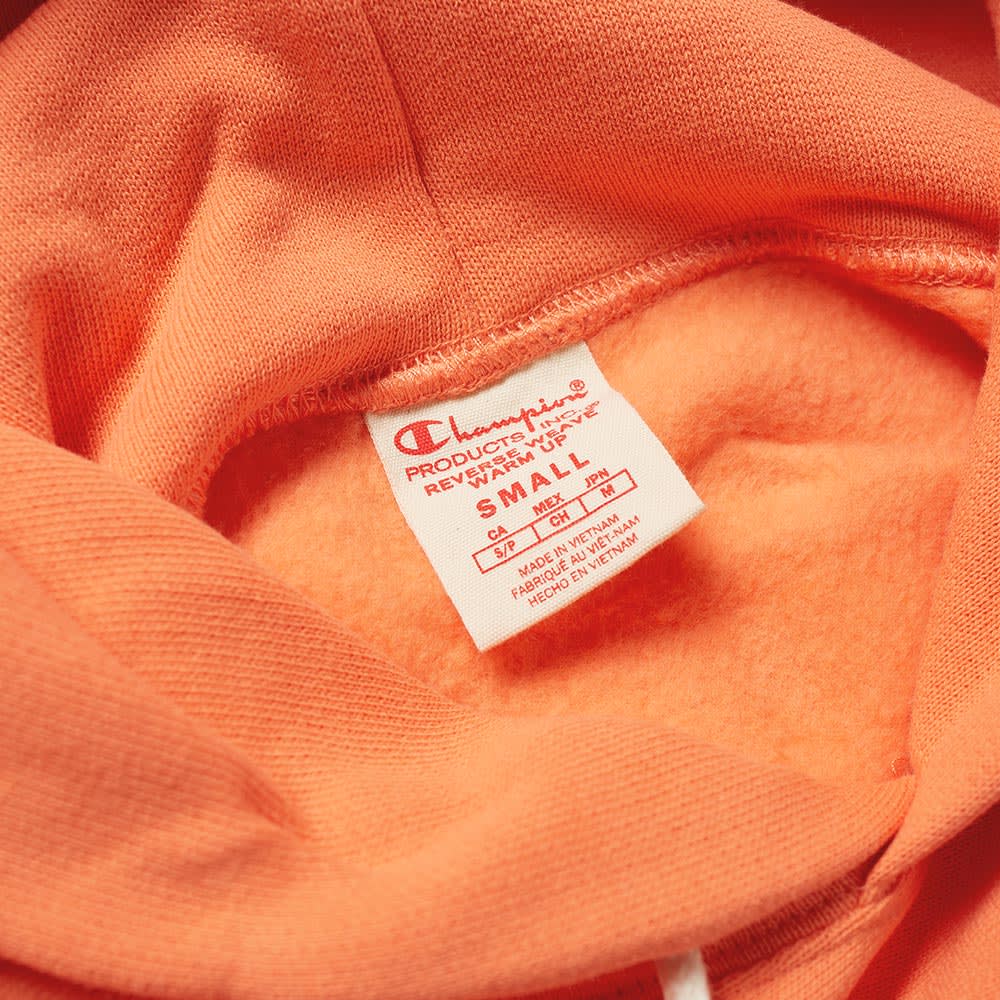 Champion®
PRODUCTS INC.
REVERSE WEAVE®
WARM UP
SMALL
CA MEX JPN
S/P CH M
MADE IN VIETNAM
FABRIQUÉ AU VIÊT-NAM
HECHO EN VIETNAM